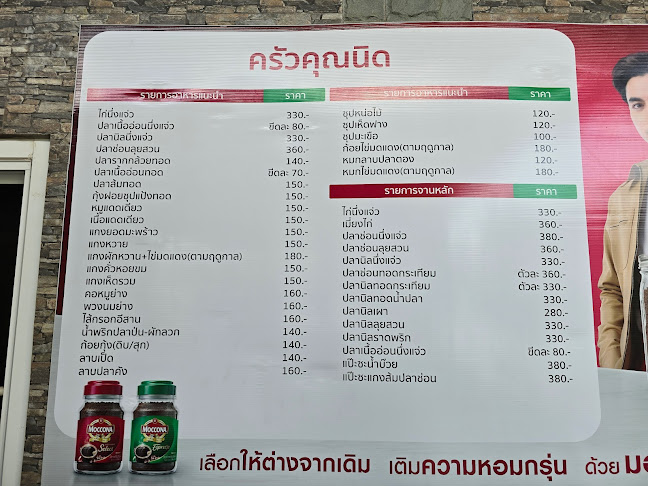 ครัวคุณนิด
รายการอาหารแนะนำ ราคา
ไก่นึ่งแจ่ว 330.-
ปลาเนื้ออ่อนนึ่งแจ่ว ขีดละ 80.-
ปลานิลนึ่งแจ่ว 330.-
ปลาช่อนลุยสวน 360.-
ปลารากกล้วยทอด 140.-
ปลาเนื้ออ่อนทอด ขีดละ 70.-
ปลาส้มทอด 150.-
กุ้งฝอยชุปแป้งทอด 150.-
หมูแดดเดียว 150.-
เนื้อแดดเดียว 150.-
แกงยอดมะพร้าว 150.-
แกงหวาย 150.-
แกงผักหวาน+ไข่มดแดง(ตามฤดูกาล) 180.-
แกงคั่วหอยขม 150.-
แกงเห็ดรวม 150.-
คอหมูย่าง 160.-
พวงนมย่าง 160.-
ไส้กรอกอีสาน 160.-
น้ำพริกปลาป่น-ผักลวก 140.-
ก้อยกุ้ง(ดิบ/สุก) 140.-
ลาบเป็ด 140.-
ลาบปลาคัง 160.-
รายการอาหารแนะนำ ราคา
ซุปหน่อไม้ 120.-
ซุปเห็ดฟาง 120.-
ซุปมะเขือ 100.-
ก้อยไข่มดแดง(ตามฤดูกาล) 180.-
หมกลาบปลาตอง 120.-
หมกไข่มดแดง(ตามฤดูกาล) 180.-
รายการจานหลัก ราคา
ไก่นึ่งแจ่ว 330.-
เมี่ยงไก่ 360.-
ปลาช่อนนึ่งแจ่ว 380.-
ปลาช่อนลุยสวน 360.-
ปลานิลนึ่งแจ่ว 330.-
ปลาช่อนทอดกระเทียม ตัวละ 360.-
ปลานิลทอดกระเทียม ตัวละ 330.-
ปลานิลทอดน้ำปลา 330.-
ปลานิลเผา 280.-
ปลานิลลุยสวน 330.-
ปลานิลราดพริก 330.-
ปลาเนื้ออ่อนนึ่งแจ่ว ขีดละ 80.-
แป๊ะซะน้ำบ๊วย 380.-
แป๊ะซะแกงส้มปลาช่อน 380.-
MOCCONA
Select
MOCCONA
เลือกให้ต่างจากเดิม เติมความหอมกรุ่น ด้วย